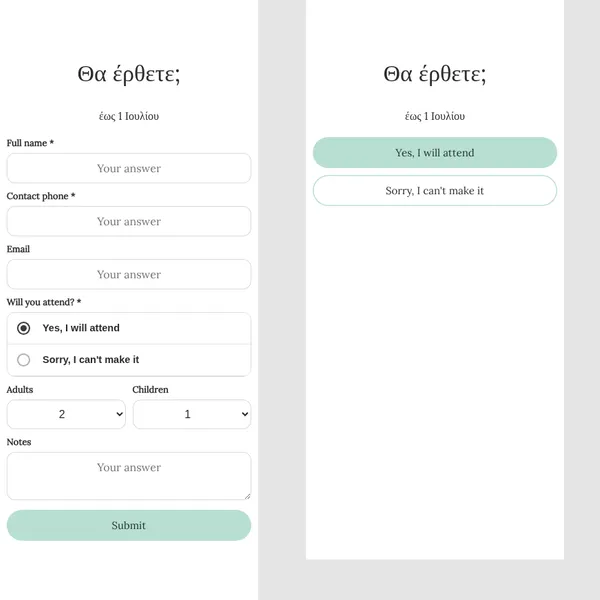 Θα έρθετε;
έως 1 Ιουλίου
Full name *
Your answer
Contact phone *
Your answer
Email
Your answer
Will you attend? *
Yes, I will attend
Sorry, I can't make it
Adults
Children
2
1
Notes
Your answer
Submit
Θα έρθετε;
έως 1 Ιουλίου
Yes, I will attend
Sorry, I can't make it